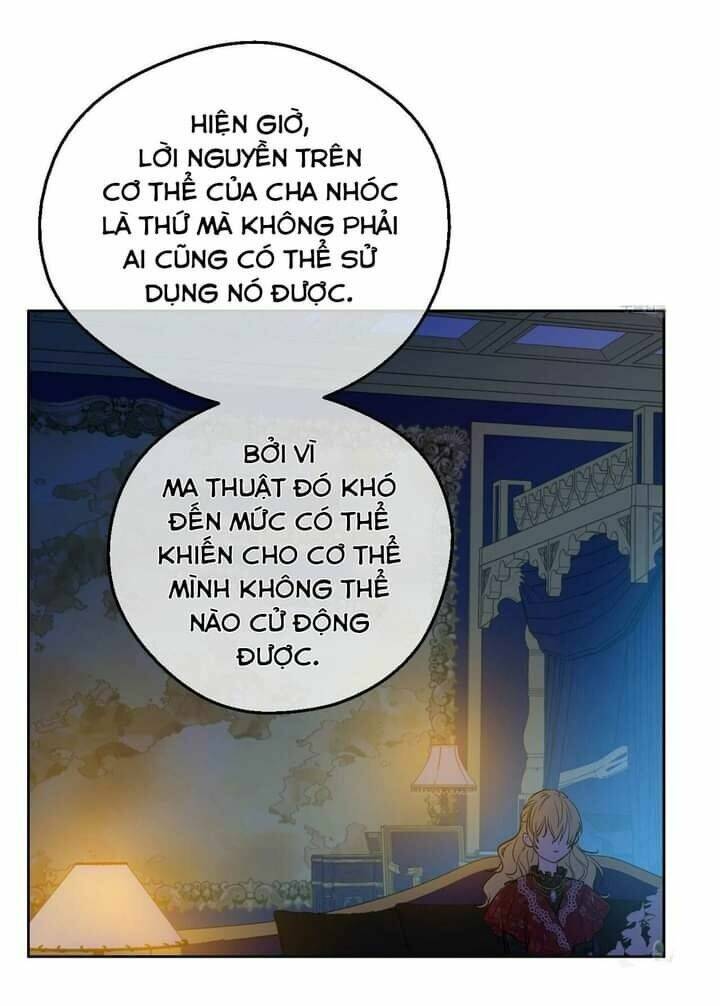 HIỆN GIỜ,
LỜI NGUYỀN TRÊN
CƠ THỂ CỦA CHA NHÓC
LÀ THỨ MÀ KHÔNG PHẢI
AI CŨNG CÓ THỂ SỬ
DỤNG NÓ ĐƯỢC.
BỞI VÌ
MA THUẬT ĐÓ KHÓ
ĐẾN MỨC CÓ THỂ
KHIẾN CHO CƠ THỂ
MÌNH KHÔNG THỂ
NÀO CỬ ĐỘNG
ĐƯỢC.